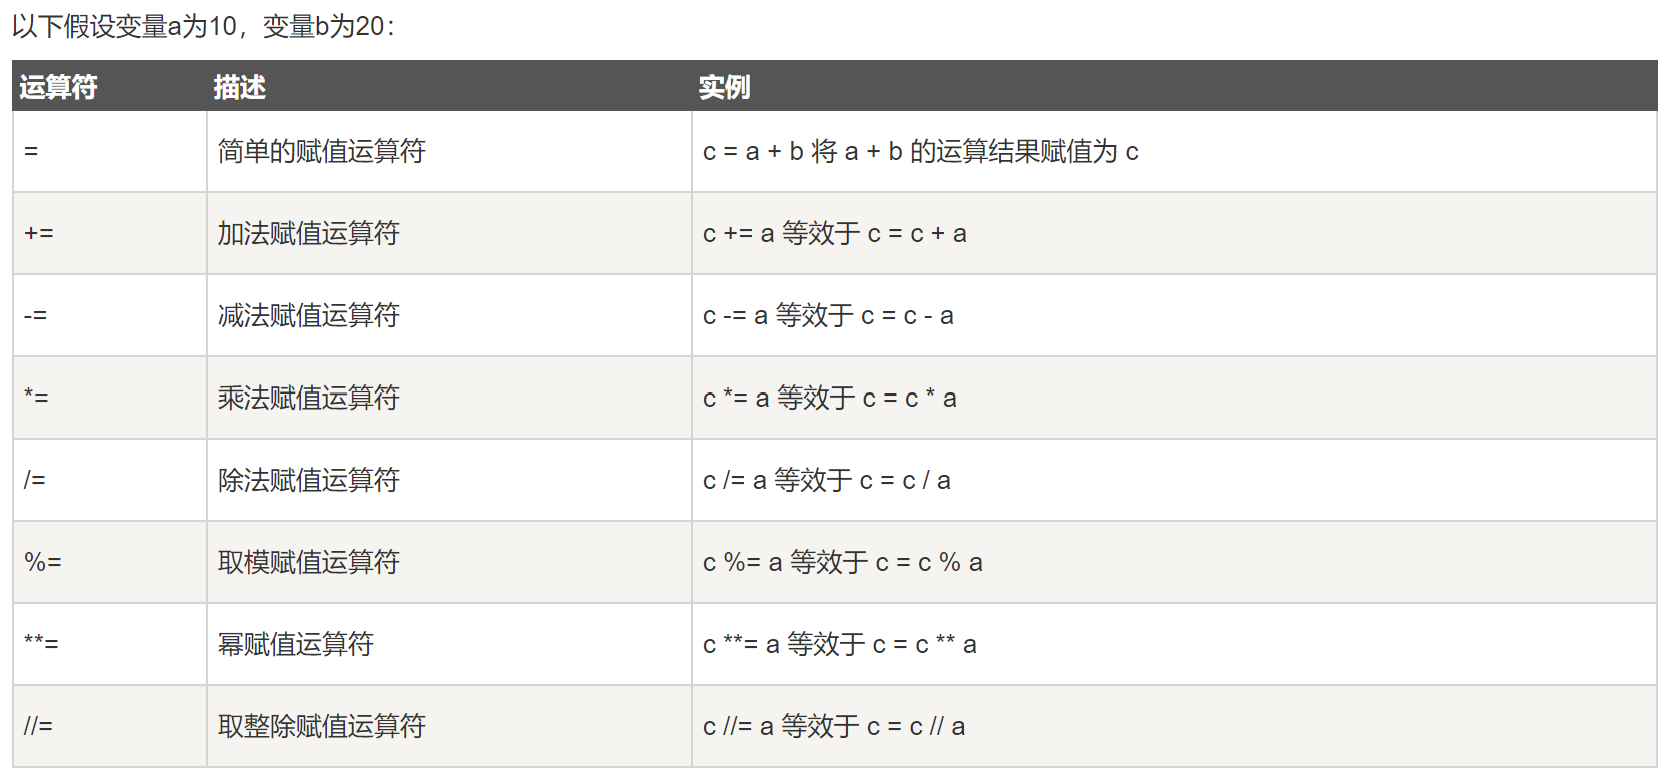 以下假设变量a为10，变量b为20：
运算符 描述 实例
= 简单的赋值运算符 c = a + b 将 a + b 的运算结果赋值为 c
+= 加法赋值运算符 c += a 等效于 c = c + a
-= 减法赋值运算符 c -= a 等效于 c = c - a
*= 乘法赋值运算符 c *= a 等效于 c = c * a
/= 除法赋值运算符 c /= a 等效于 c = c / a
%= 取模赋值运算符 c %= a 等效于 c = c % a
**= 幂赋值运算符 c **= a 等效于 c = c ** a
//= 取整除赋值运算符 c //= a 等效于 c = c // a